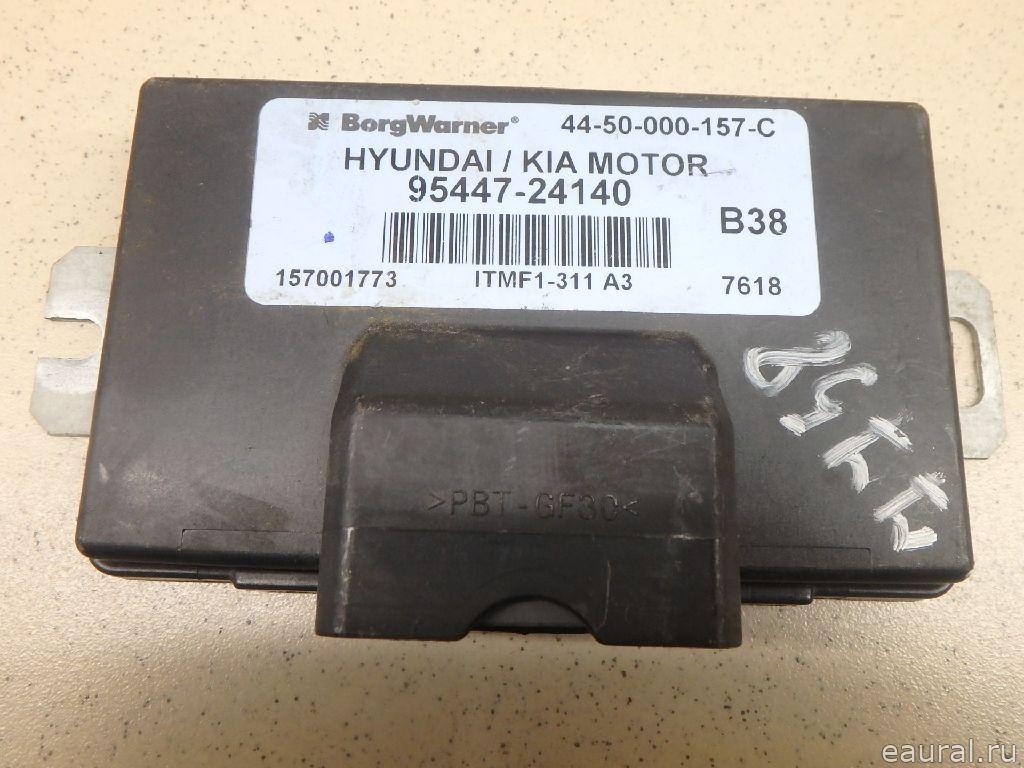 BorgWarner® 44-50-000-157-C
HYUNDAI / KIA MOTOR
95447-24140
B38
157001773 ITMF1-311 A3 7618
>PBT-GF30<
eaural.ru